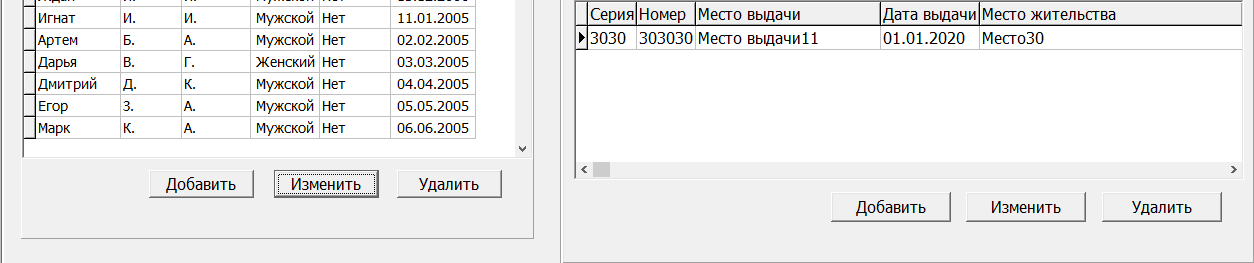 Игнат И. И. Мужской Нет 11.01.2005
Артем Б. А. Мужской Нет 02.02.2005
Дарья В. Г. Женский Нет 03.03.2005
Дмитрий Д. К. Мужской Нет 04.04.2005
Егор З. А. Мужской Нет 05.05.2005
Марк К. А. Мужской Нет 06.06.2005
Добавить Изменить Удалить
Серия Номер Место выдачи Дата выдачи Место жительства
3030 303030 Место выдачи11 01.01.2020 Место30
Добавить Изменить Удалить